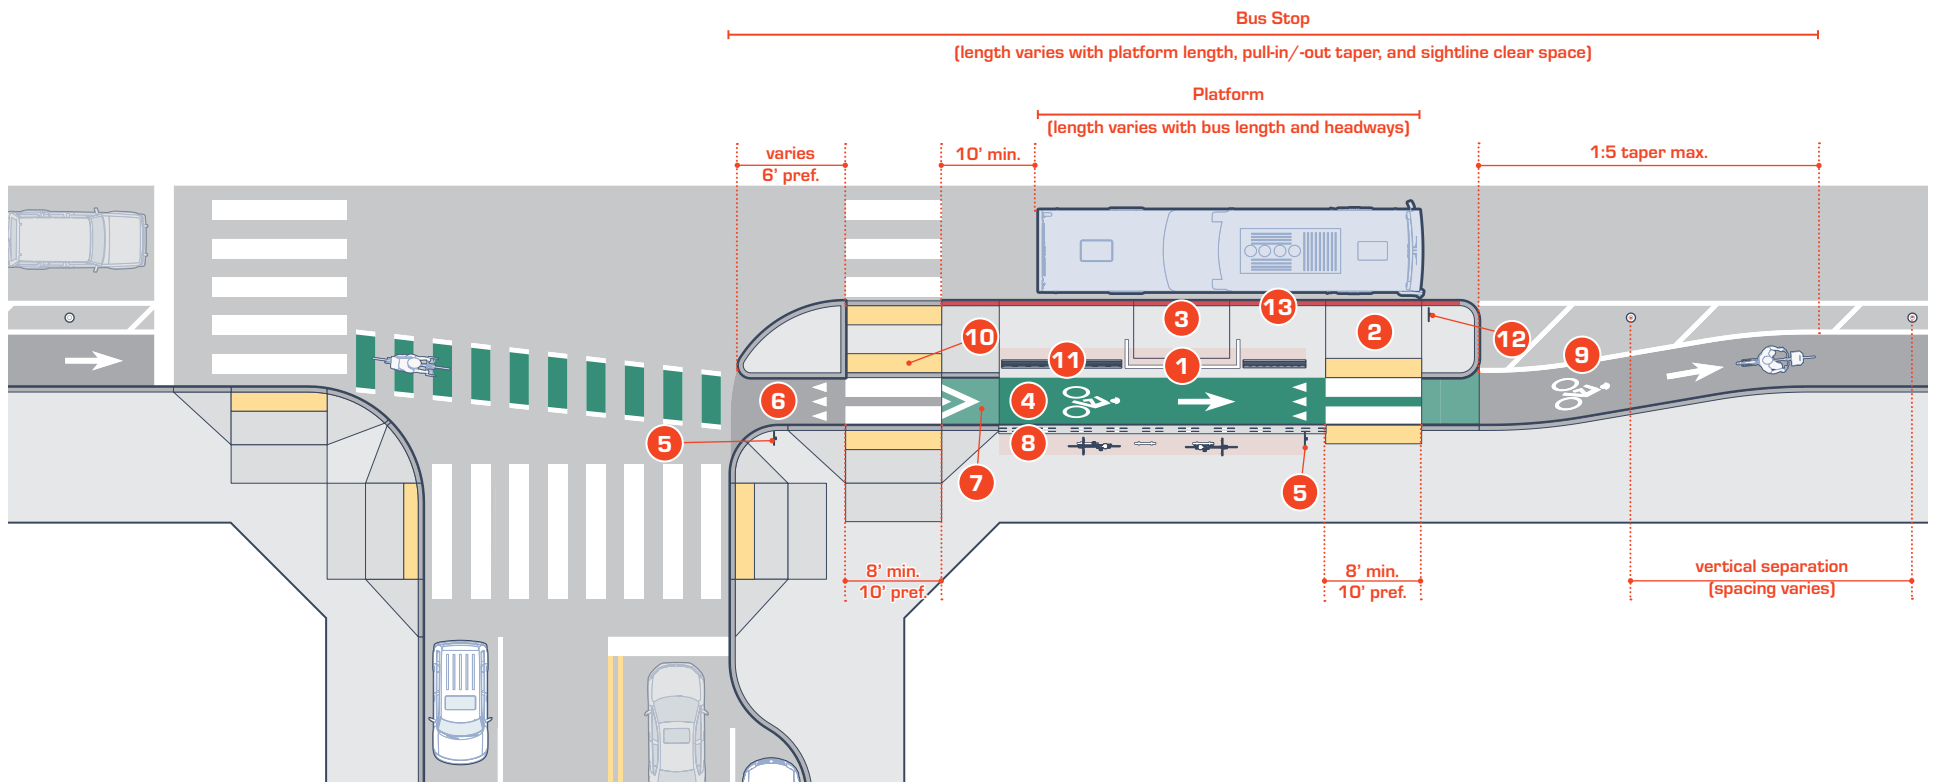 Bus Stop
(length varies with platform length, pull-in/-out taper, and sightline clear space)
Platform
(length varies with bus length and headways)
varies
6’ pref.
10’ min.
1:5 taper max.
3
13
2
12
10
11
1
9
6
4
5
8
7
5
8’ min.
10’ pref.
8’ min.
10’ pref.
vertical separation
(spacing varies)